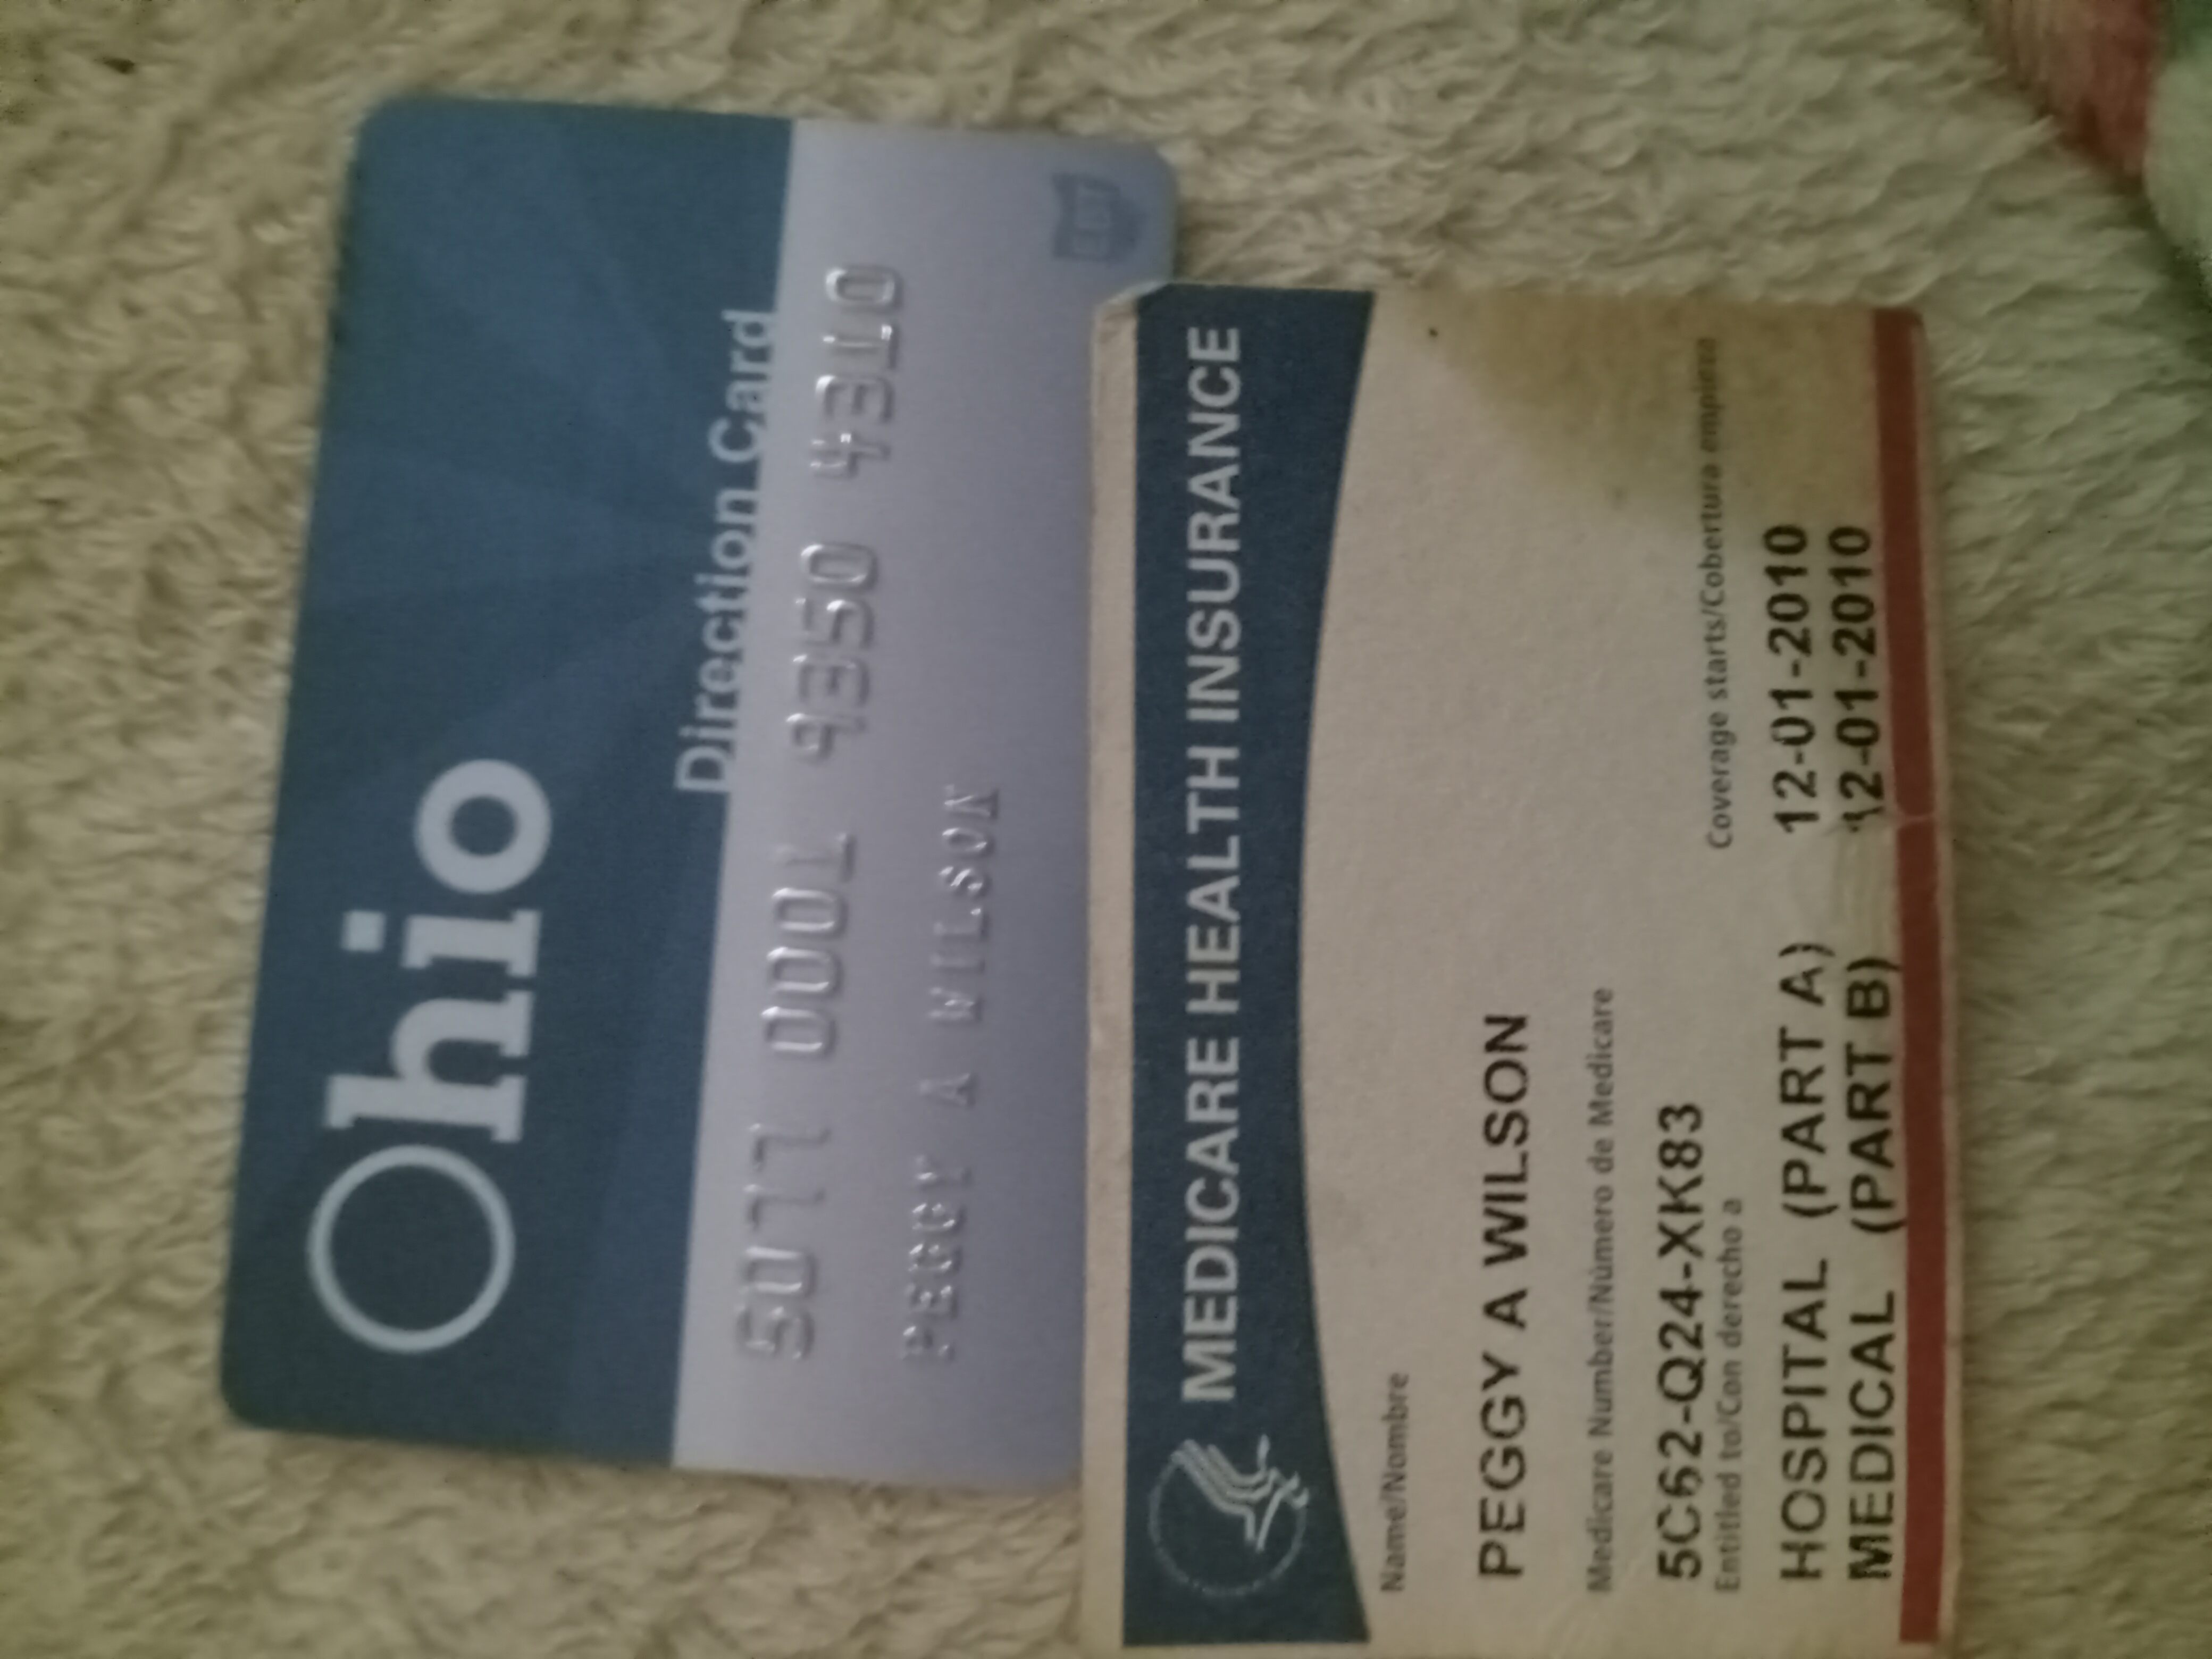 Ohio
Direction Card
5077 0001 9350 4310
PEGGY A WILSON
EBT
MEDICARE HEALTH INSURANCE
Name/Nombre
PEGGY A WILSON
Medicare Number/Número de Medicare
5C62-Q24-XK83
Entitled to/Con derecho a
Coverage starts/Cobertura empieza
HOSPITAL (PART A) 12-01-2010
MEDICAL (PART B) 12-01-2010